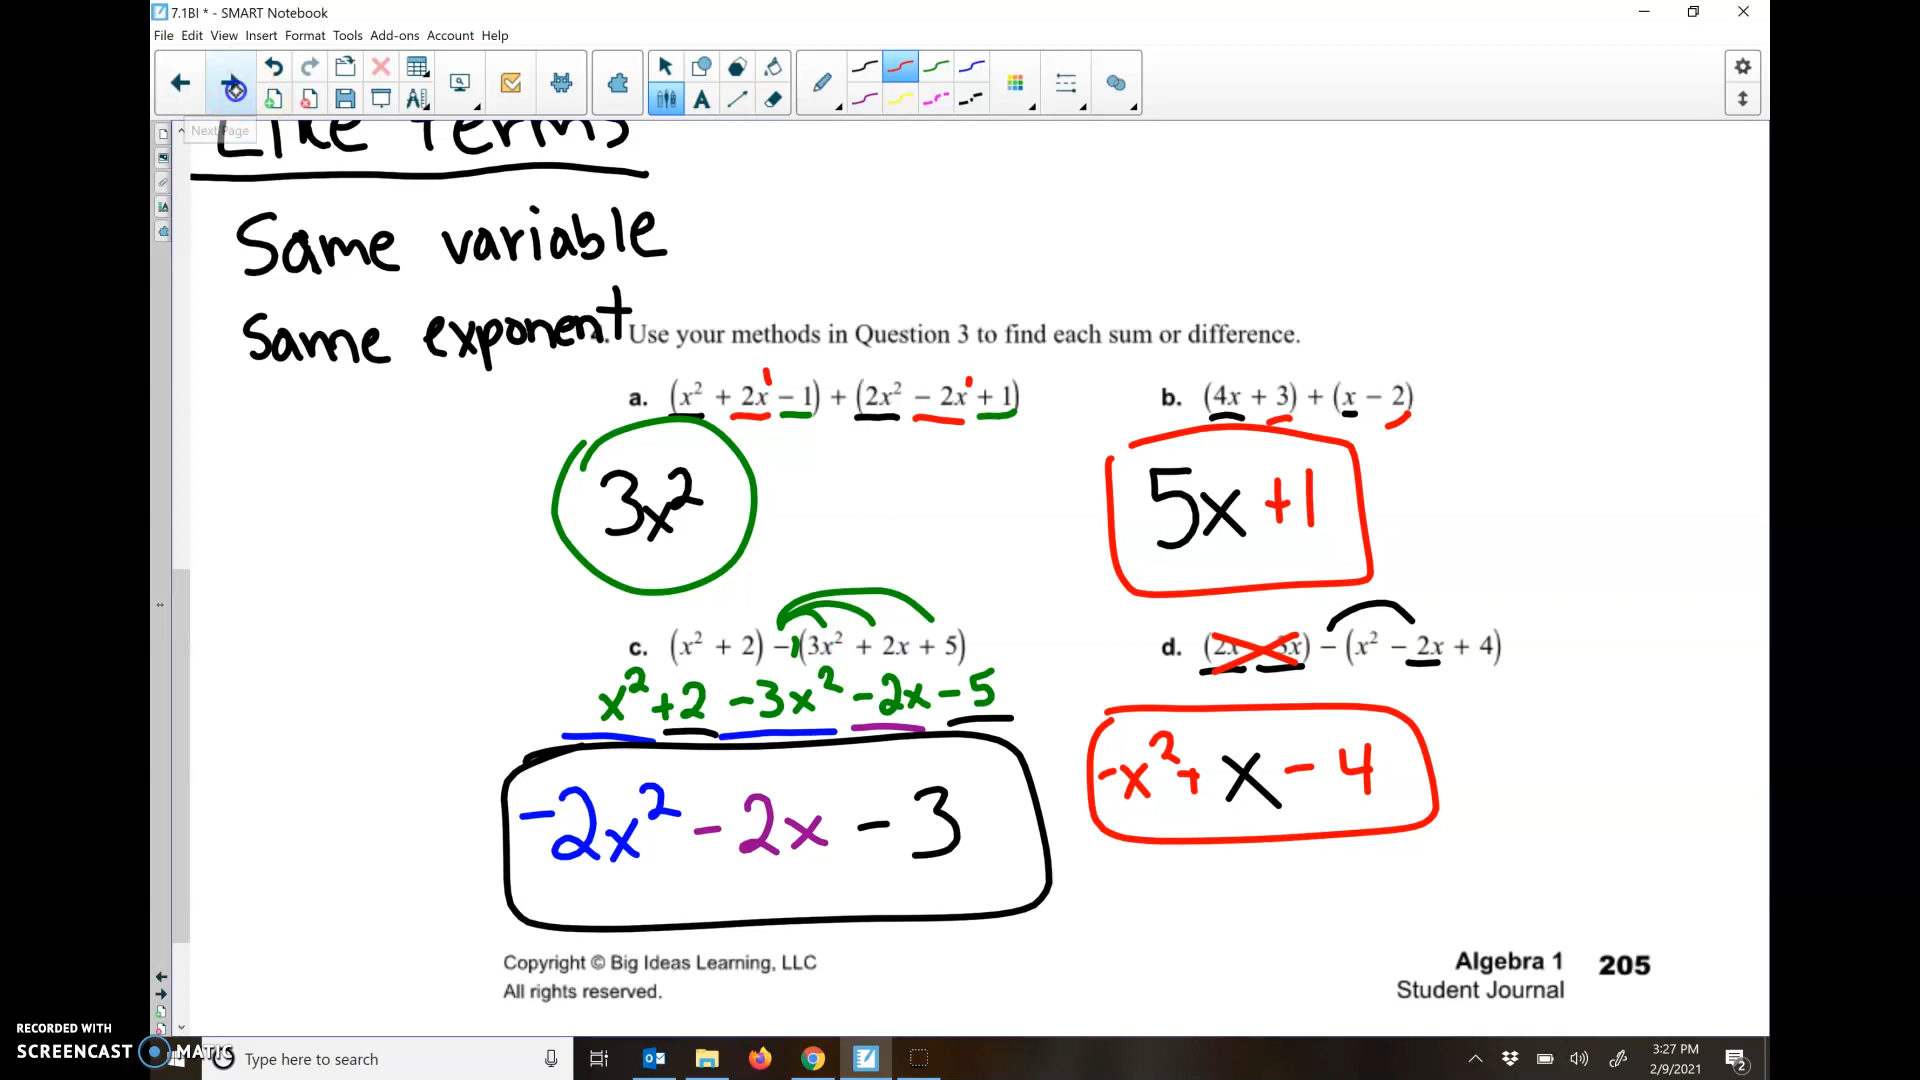 7.1BI * - SMART Notebook
File Edit View Insert Format Tools Add-ons Account Help
Next Page
Like Terms
Same variable
Same exponent
Use your methods in Question 3 to find each sum or difference.
a. (x² + 2x¹ − 1) + (2x² − 2x¹ + 1)
b. (4x + 3) + (x − 2)
3x²
5x +1
c. (x² + 2) −1(3x² + 2x + 5)
d. (2x − 3x) − (x² − 2x + 4)
x² +2 −3x² −2x −5
−2x² − 2x − 3
−x² + x − 4
Copyright © Big Ideas Learning, LLC
All rights reserved.
Algebra 1 205
Student Journal
RECORDED WITH
SCREENCAST MATIC
Type here to search
3:27 PM
2/9/2021
2